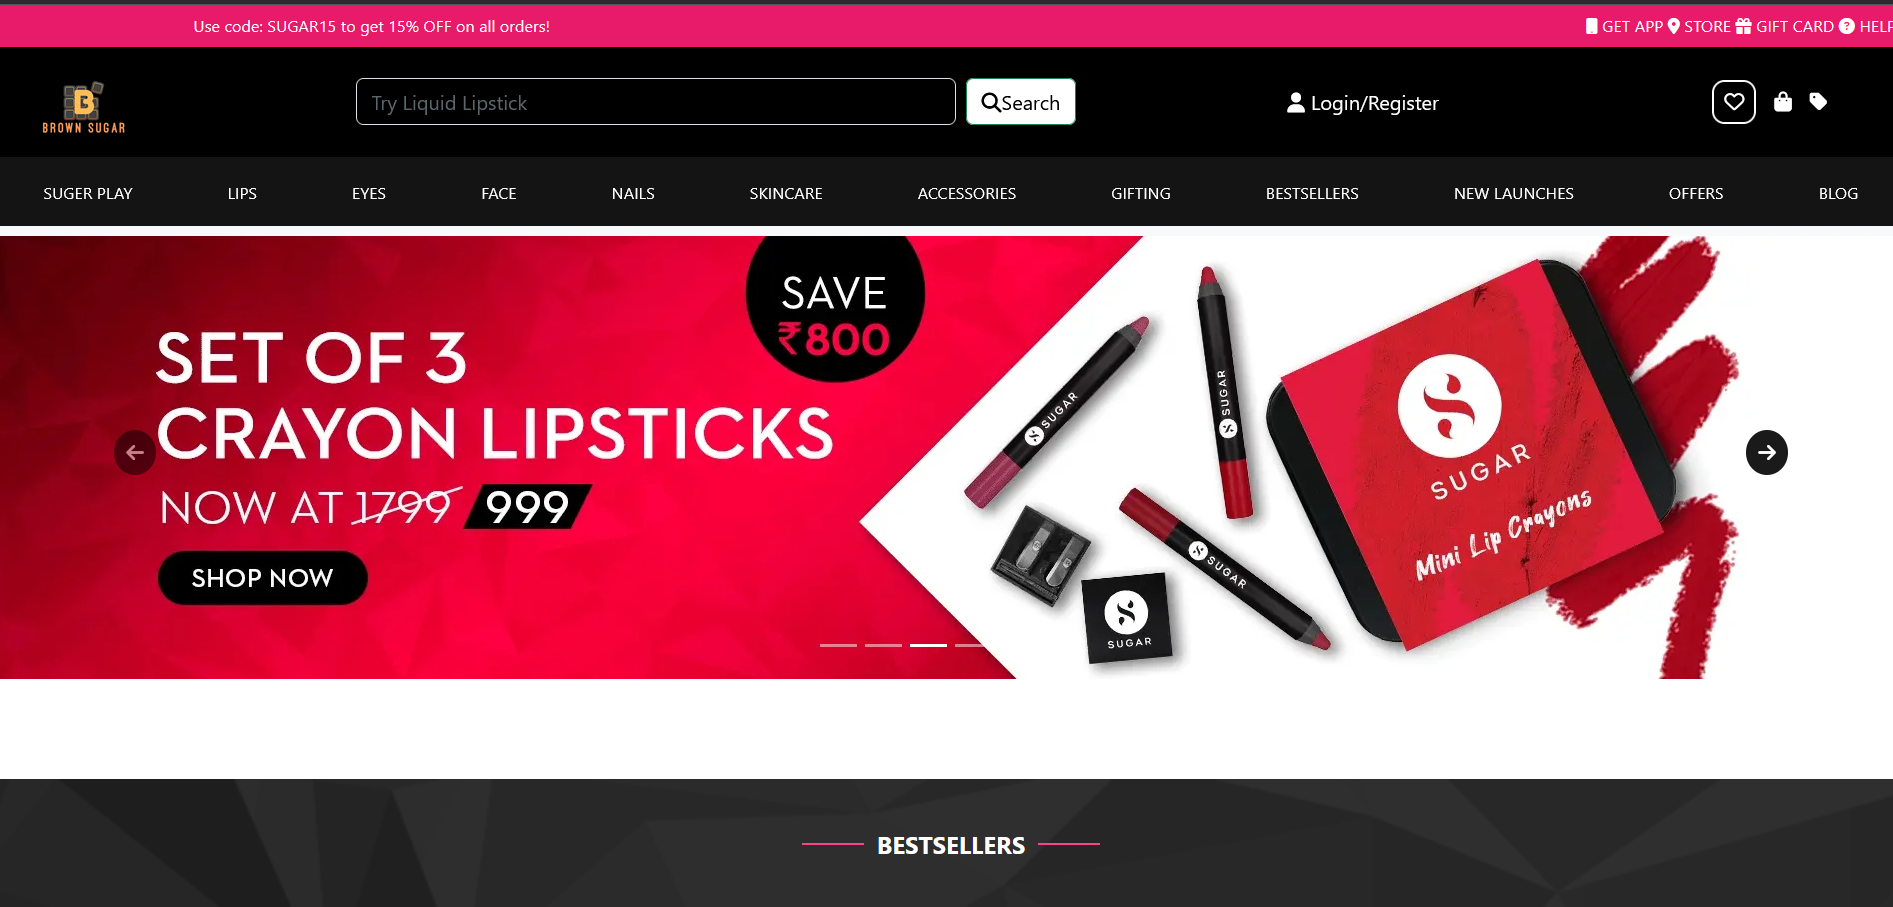 Use code: SUGAR15 to get 15% OFF on all orders!
GET APP STORE GIFT CARD HELP
B
BROWN SUGAR
Try Liquid Lipstick
Search
Login/Register
SUGER PLAY LIPS EYES FACE NAILS SKINCARE ACCESSORIES GIFTING BESTSELLERS NEW LAUNCHES OFFERS BLOG
SAVE
₹800
SET OF 3
CRAYON LIPSTICKS
NOW AT 1799 999
SHOP NOW
SUGAR
SUGAR
SUGAR
SUGAR
SUGAR
Mini Lip Crayons
BESTSELLERS